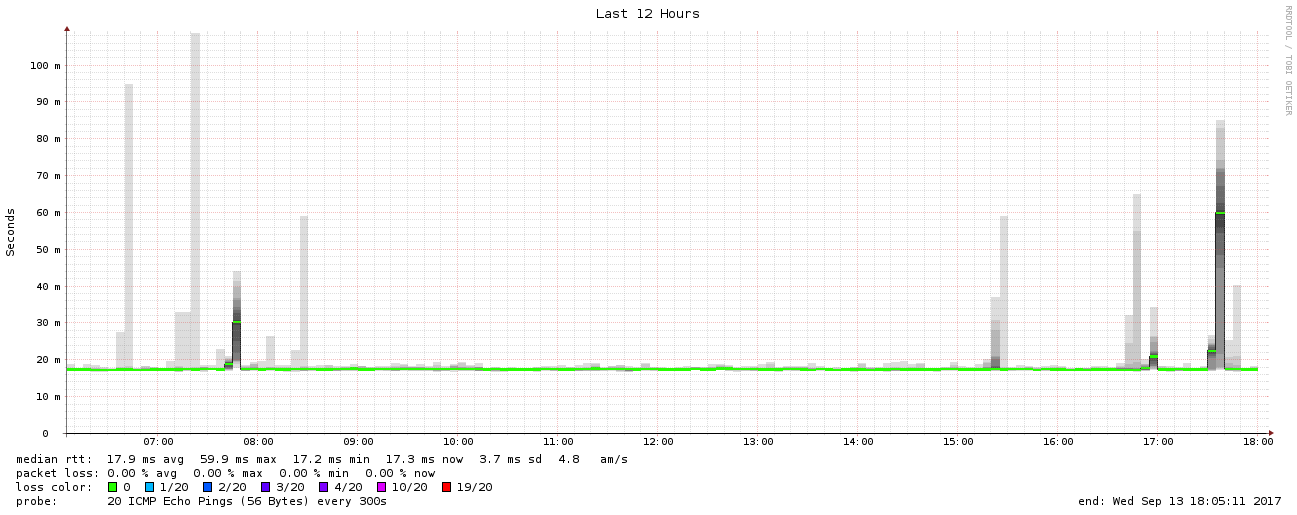 Last 12 Hours
RRDTOOL / TOBI OETIKER
Seconds
100 m
90 m
80 m
70 m
60 m
50 m
40 m
30 m
20 m
10 m
0
07:00 08:00 09:00 10:00 11:00 12:00 13:00 14:00 15:00 16:00 17:00 18:00
median rtt: 17.9 ms avg 59.9 ms max 17.2 ms min 17.3 ms now 3.7 ms sd 4.8 am/s
packet loss: 0.00 % avg 0.00 % max 0.00 % min 0.00 % now
loss color: 0 1/20 2/20 3/20 4/20 10/20 19/20
probe: 20 ICMP Echo Pings (56 Bytes) every 300s end: Wed Sep 13 18:05:11 2017